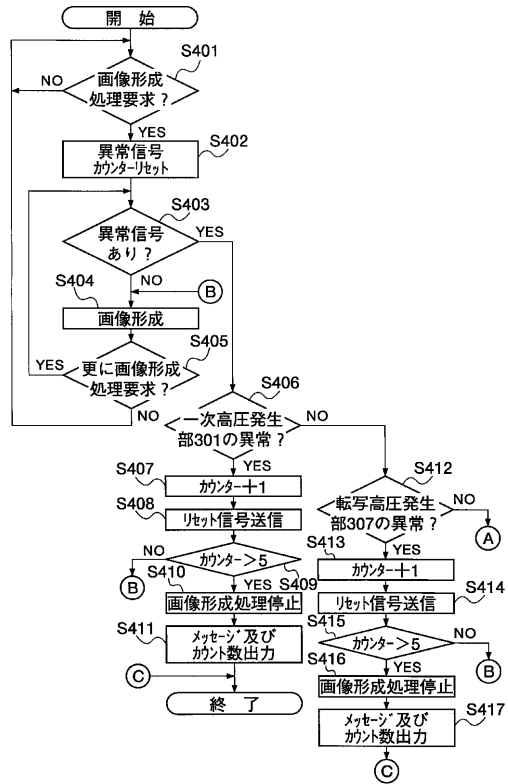 開 始
S401
画像形成
処理要求？
NO
YES
S402
異常信号
ｶｳﾝﾀｰﾘｾｯﾄ
S403
異常信号
あり？
YES
NO
B
S404
画像形成
S405
更に画像形成
処理要求？
YES
NO
S406
一次高圧発生
部301の異常？
NO
YES
S407
ｶｳﾝﾀｰ＋1
S408
ﾘｾｯﾄ信号送信
ｶｳﾝﾀｰ＞5
S409
NO
B
YES
S410
画像形成処理停止
S411
ﾒｯｾｰｼﾞ及び
ｶｳﾝﾄ数出力
C
終 了
S412
転写高圧発生
部307の異常？
NO
A
YES
S413
ｶｳﾝﾀｰ＋1
S414
ﾘｾｯﾄ信号送信
S415
ｶｳﾝﾀｰ＞5
NO
B
YES
S416
画像形成処理停止
S417
ﾒｯｾｰｼﾞ及び
ｶｳﾝﾄ数出力
C